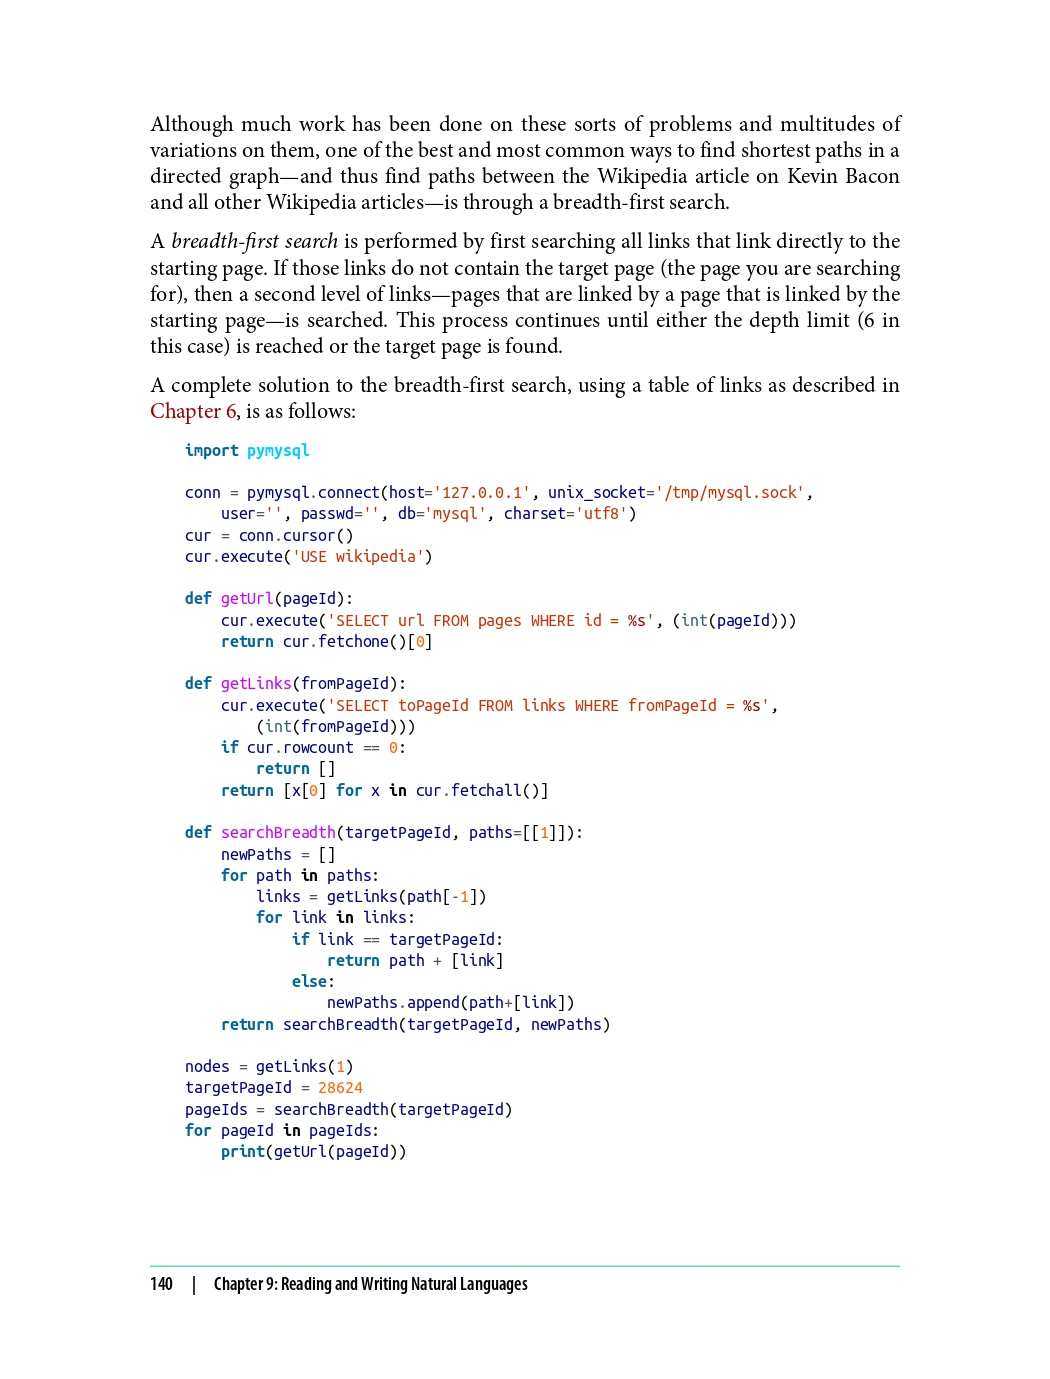 Although much work has been done on these sorts of problems and multitudes of
variations on them, one of the best and most common ways to find shortest paths in a
directed graph—and thus find paths between the Wikipedia article on Kevin Bacon
and all other Wikipedia articles—is through a breadth-first search.
A breadth-first search is performed by first searching all links that link directly to the
starting page. If those links do not contain the target page (the page you are searching
for), then a second level of links—pages that are linked by a page that is linked by the
starting page—is searched. This process continues until either the depth limit (6 in
this case) is reached or the target page is found.
A complete solution to the breadth-first search, using a table of links as described in
Chapter 6, is as follows:
import pymysql

conn = pymysql.connect(host='127.0.0.1', unix_socket='/tmp/mysql.sock',
    user='', passwd='', db='mysql', charset='utf8')
cur = conn.cursor()
cur.execute('USE wikipedia')

def getUrl(pageId):
    cur.execute('SELECT url FROM pages WHERE id = %s', (int(pageId)))
    return cur.fetchone()[0]

def getLinks(fromPageId):
    cur.execute('SELECT toPageId FROM links WHERE fromPageId = %s',
        (int(fromPageId)))
    if cur.rowcount == 0:
        return []
    return [x[0] for x in cur.fetchall()]

def searchBreadth(targetPageId, paths=[[1]]):
    newPaths = []
    for path in paths:
        links = getLinks(path[-1])
        for link in links:
            if link == targetPageId:
                return path + [link]
            else:
                newPaths.append(path+[link])
    return searchBreadth(targetPageId, newPaths)

nodes = getLinks(1)
targetPageId = 28624
pageIds = searchBreadth(targetPageId)
for pageId in pageIds:
    print(getUrl(pageId))
140 | Chapter 9: Reading and Writing Natural Languages